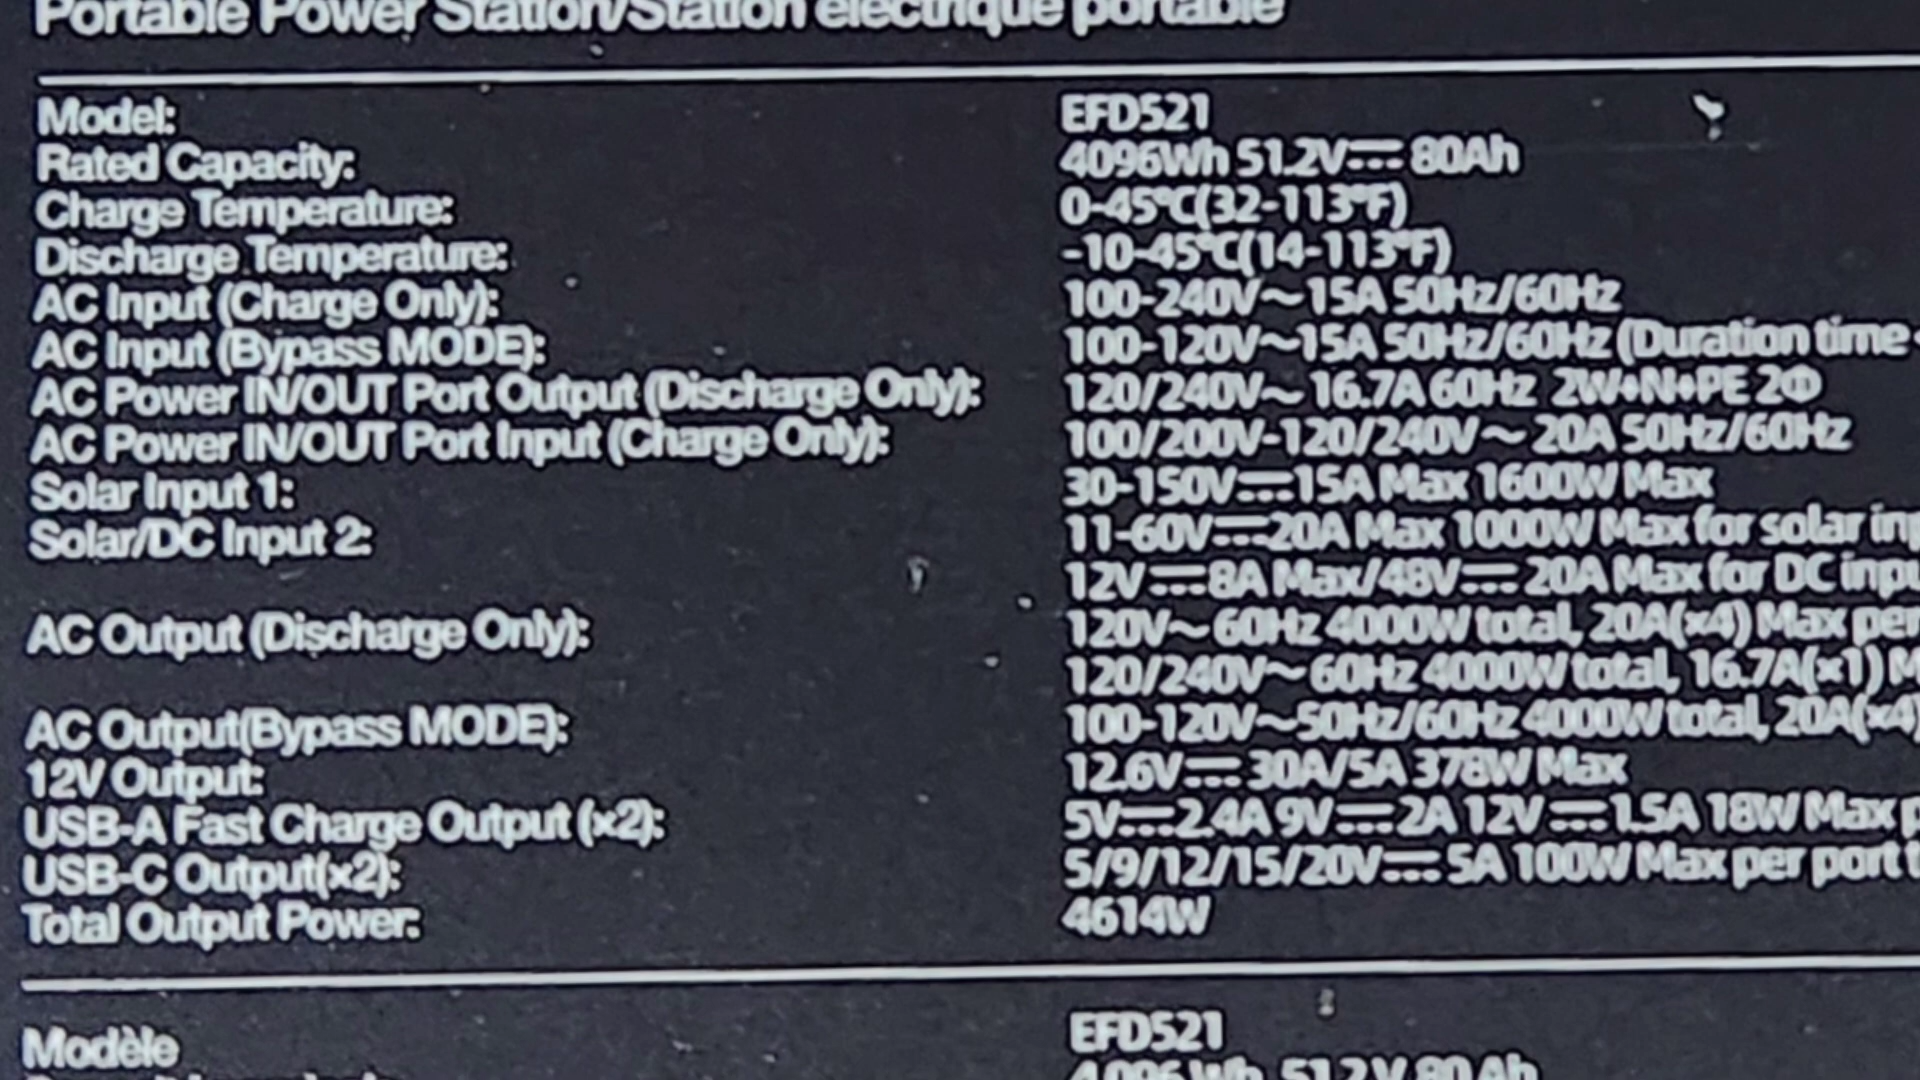 Portable Power Station/Station électrique portable
Model: EFD521
Rated Capacity: 4096Wh 51.2V⎓ 80Ah
Charge Temperature: 0-45°C(32-113°F)
Discharge Temperature: -10-45°C(14-113°F)
AC Input (Charge Only): 100-240V~15A 50Hz/60Hz
AC Input (Bypass MODE): 100-120V~15A 50Hz/60Hz (Duration time
AC Power IN/OUT Port Output (Discharge Only): 120/240V~ 16.7A 60Hz 2W+N+PE 2Φ
AC Power IN/OUT Port Input (Charge Only): 100/200V-120/240V~ 20A 50Hz/60Hz
Solar Input 1: 30-150V⎓15A Max 1600W Max
Solar/DC Input 2: 11-60V⎓20A Max 1000W Max for solar inp
12V⎓8A Max/48V⎓ 20A Max for DC inpu
AC Output (Discharge Only): 120V~ 60Hz 4000W total, 20A(×4) Max per
120/240V~ 60Hz 4000W total, 16.7A(×1) M
AC Output(Bypass MODE): 100-120V~50Hz/60Hz 4000W total, 20A(×4)
12V Output: 12.6V⎓ 30A/5A 378W Max
USB-A Fast Charge Output (×2): 5V⎓2.4A 9V⎓2A 12V⎓1.5A 18W Max p
USB-C Output(×2): 5/9/12/15/20V⎓ 5A 100W Max per port t
Total Output Power: 4614W
Modèle EFD521
4096Wh 51.2V 80Ah